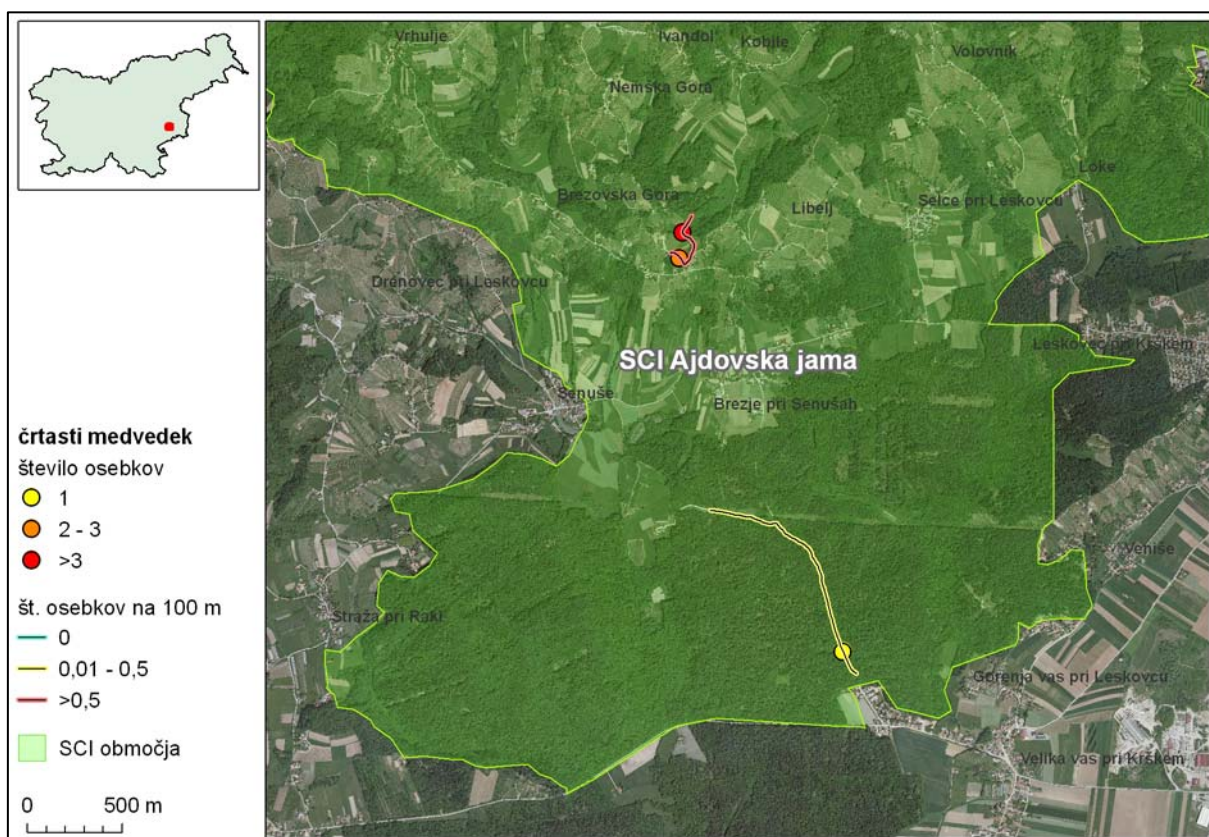 Vrhulje
Ivandol
Kobile
Volovnik
Nemška Gora
Loke
Brezovska Gora
Libelj
Selce pri Leskovcu
Drenovec pri Leskovcu
Leskovec pri Krškem
SCI Ajdovska jama
Senuše
Brezje pri Senušah
Veniše
Straža pri Raki
Gorenja vas pri Leskovcu
Velika vas pri Krškem
črtasti medvedek
število osebkov
1
2 - 3
>3
št. osebkov na 100 m
0
0,01 - 0,5
>0,5
SCI območja
0 500 m